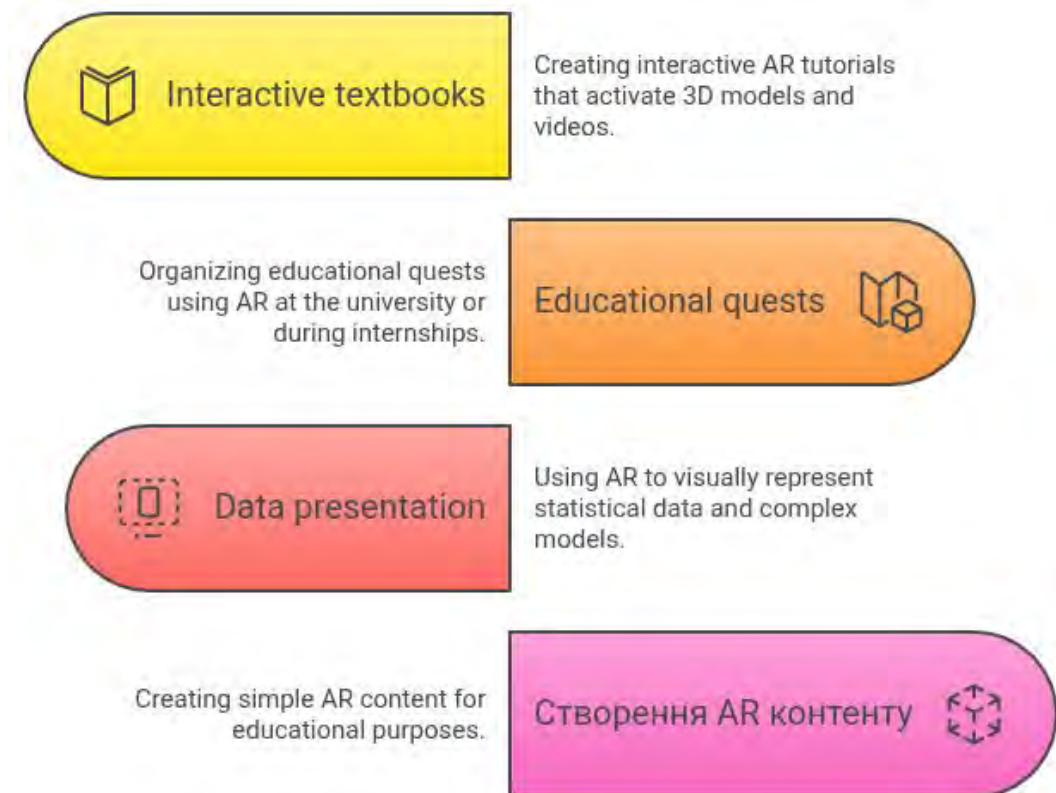 Interactive textbooks
Creating interactive AR tutorials
that activate 3D models and
videos.
Organizing educational quests
using AR at the university or
during internships.
Educational quests
Data presentation
Using AR to visually represent
statistical data and complex
models.
Creating simple AR content for
educational purposes.
Створення AR контенту